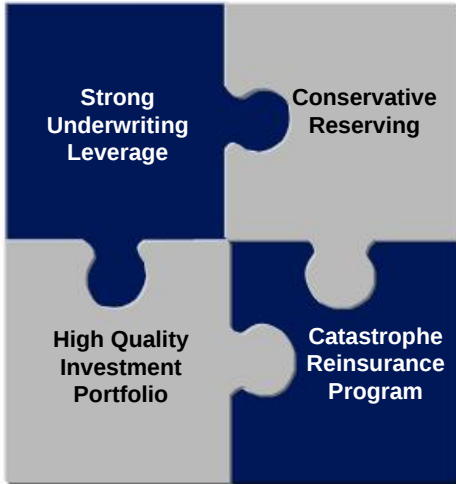 Strong
Underwriting
Leverage
Conservative
Reserving
High Quality
Investment
Portfolio
Catastrophe
Reinsurance
Program